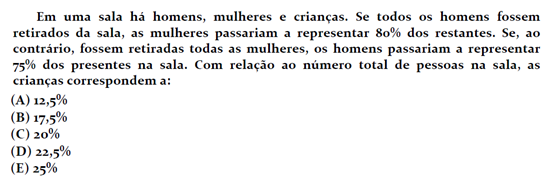 Em uma sala há homens, mulheres e crianças. Se todos os homens fossem
retirados da sala, as mulheres passariam a representar 80% dos restantes. Se, ao
contrário, fossem retiradas todas as mulheres, os homens passariam a representar
75% dos presentes na sala. Com relação ao número total de pessoas na sala, as
crianças correspondem a:
(A) 12,5%
(B) 17,5%
(C) 20%
(D) 22,5%
(E) 25%